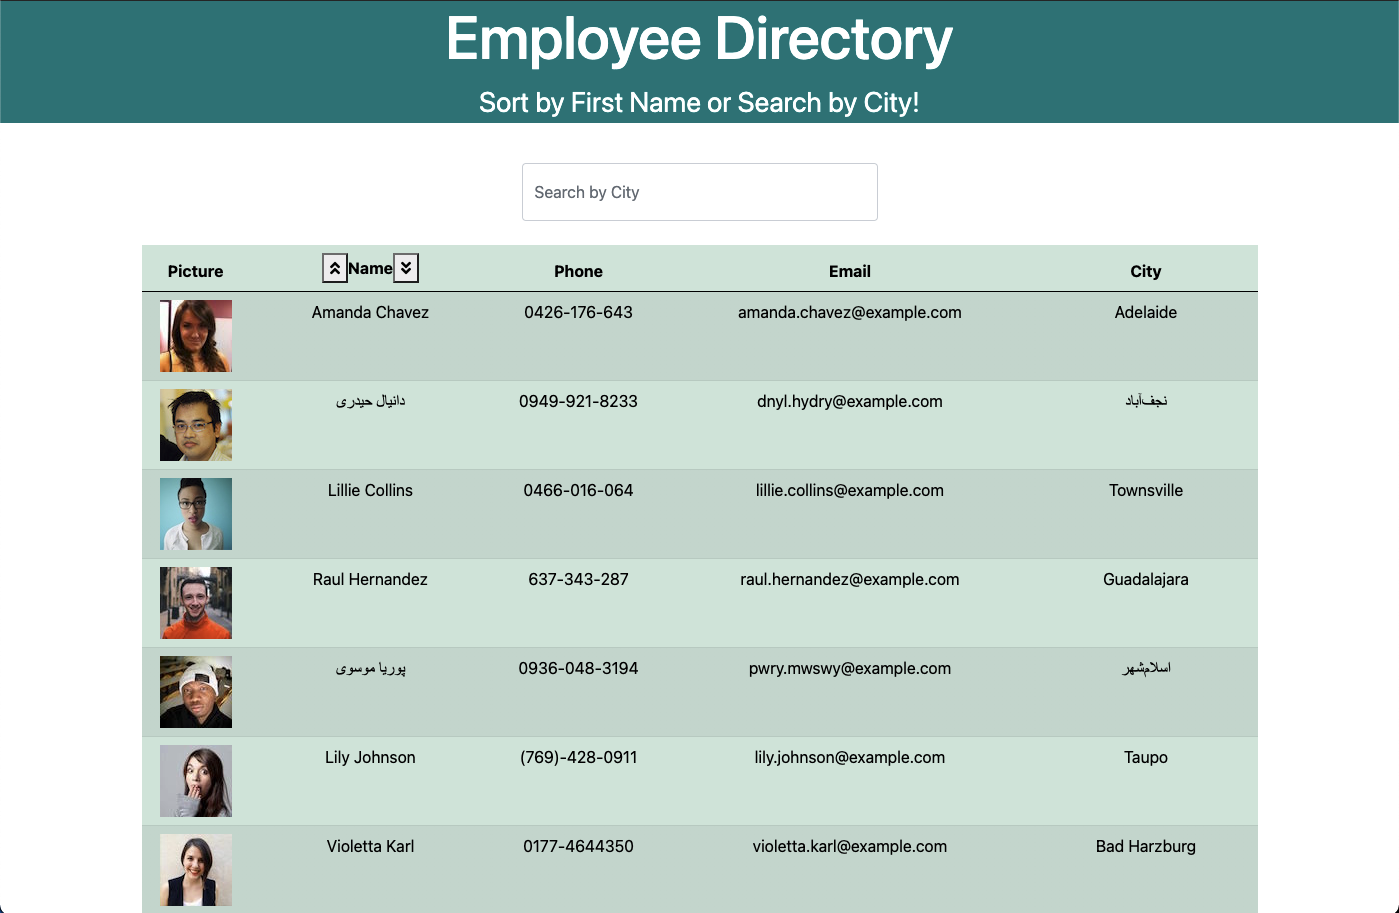 Employee Directory
Sort by First Name or Search by City!
Search by City
Picture Name Phone Email City
Amanda Chavez 0426-176-643 amanda.chavez@example.com Adelaide
دانیال حیدری 0949-921-8233 dnyl.hydry@example.com نجف‌آباد
Lillie Collins 0466-016-064 lillie.collins@example.com Townsville
Raul Hernandez 637-343-287 raul.hernandez@example.com Guadalajara
پوریا موسوی 0936-048-3194 pwry.mwswy@example.com اسلام‌شهر
Lily Johnson (769)-428-0911 lily.johnson@example.com Taupo
Violetta Karl 0177-4644350 violetta.karl@example.com Bad Harzburg